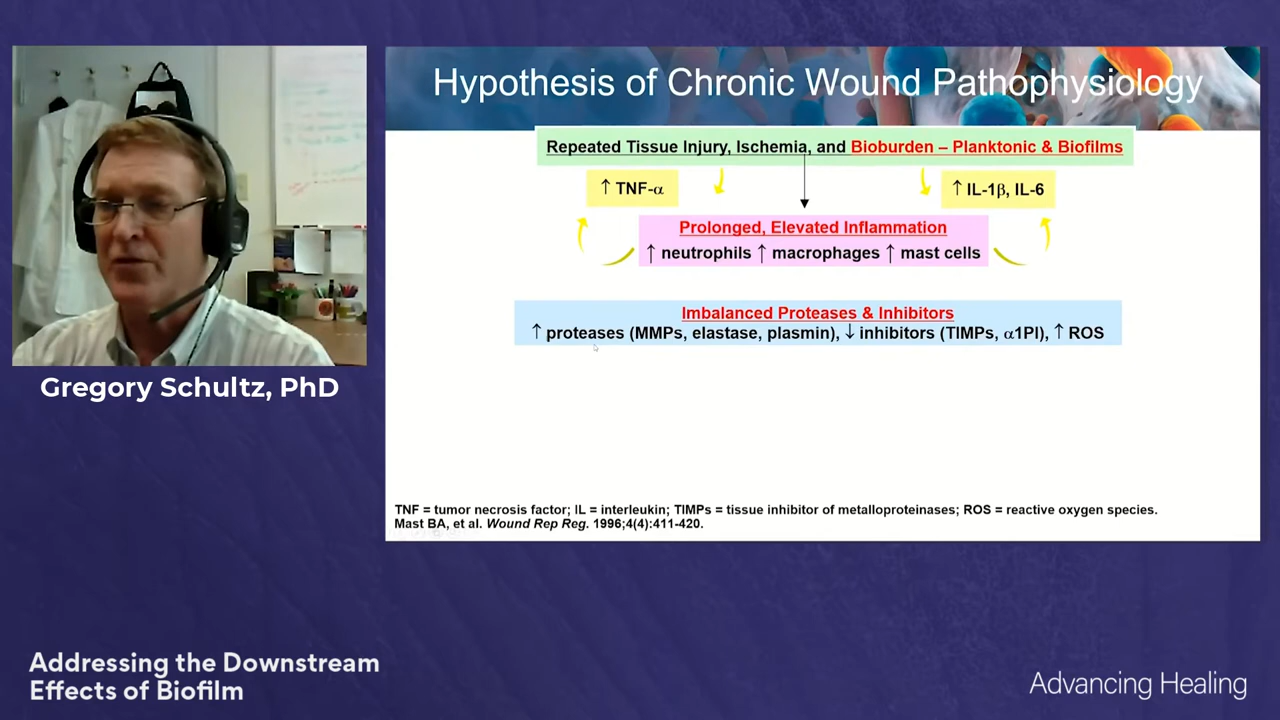 Hypothesis of Chronic Wound Pathophysiology
Repeated Tissue Injury, Ischemia, and Bioburden – Planktonic & Biofilms
↑ TNF-α
↑ IL-1β, IL-6
Prolonged, Elevated Inflammation
↑ neutrophils ↑ macrophages ↑ mast cells
Imbalanced Proteases & Inhibitors
↑ proteases (MMPs, elastase, plasmin), ↓ inhibitors (TIMPs, α1PI), ↑ ROS
TNF = tumor necrosis factor; IL = interleukin; TIMPs = tissue inhibitor of metalloproteinases; ROS = reactive oxygen species.
Mast BA, et al. Wound Rep Reg. 1996;4(4):411-420.
Gregory Schultz, PhD
Addressing the Downstream
Effects of Biofilm
Advancing Healing